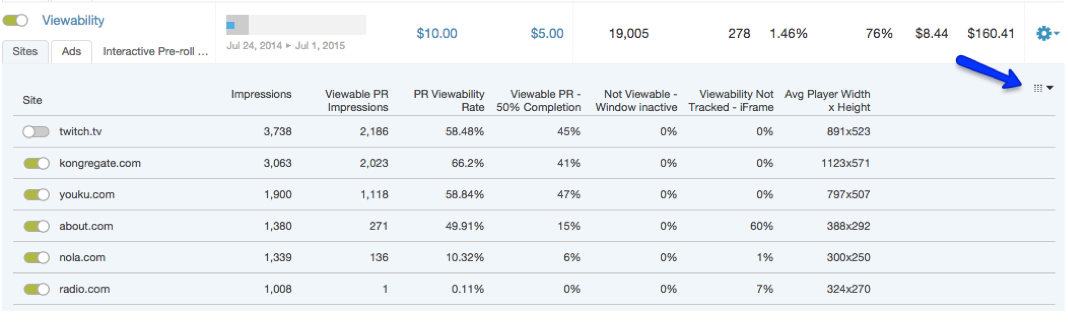 Viewability
$10.00 $5.00 19,005 278 1.46% 76% $8.44 $160.41
Jul 24, 2014 ▸ Jul 1, 2015
Sites Ads Interactive Pre-roll ...
Site Impressions Viewable PR Impressions PR Viewability Rate Viewable PR - 50% Completion Not Viewable - Window inactive Viewability Not Tracked - iFrame Avg Player Width x Height
twitch.tv 3,738 2,186 58.48% 45% 0% 0% 891x523
kongregate.com 3,063 2,023 66.2% 41% 0% 0% 1123x571
youku.com 1,900 1,118 58.84% 47% 0% 0% 797x507
about.com 1,380 271 49.91% 15% 0% 60% 388x292
nola.com 1,339 136 10.32% 6% 0% 1% 300x250
radio.com 1,008 1 0.11% 0% 0% 7% 324x270